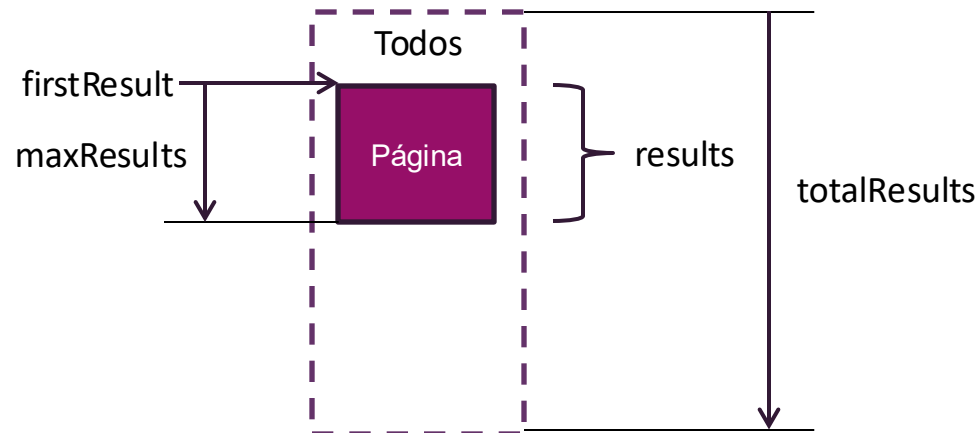 Todos
firstResult
maxResults
Página
results
totalResults